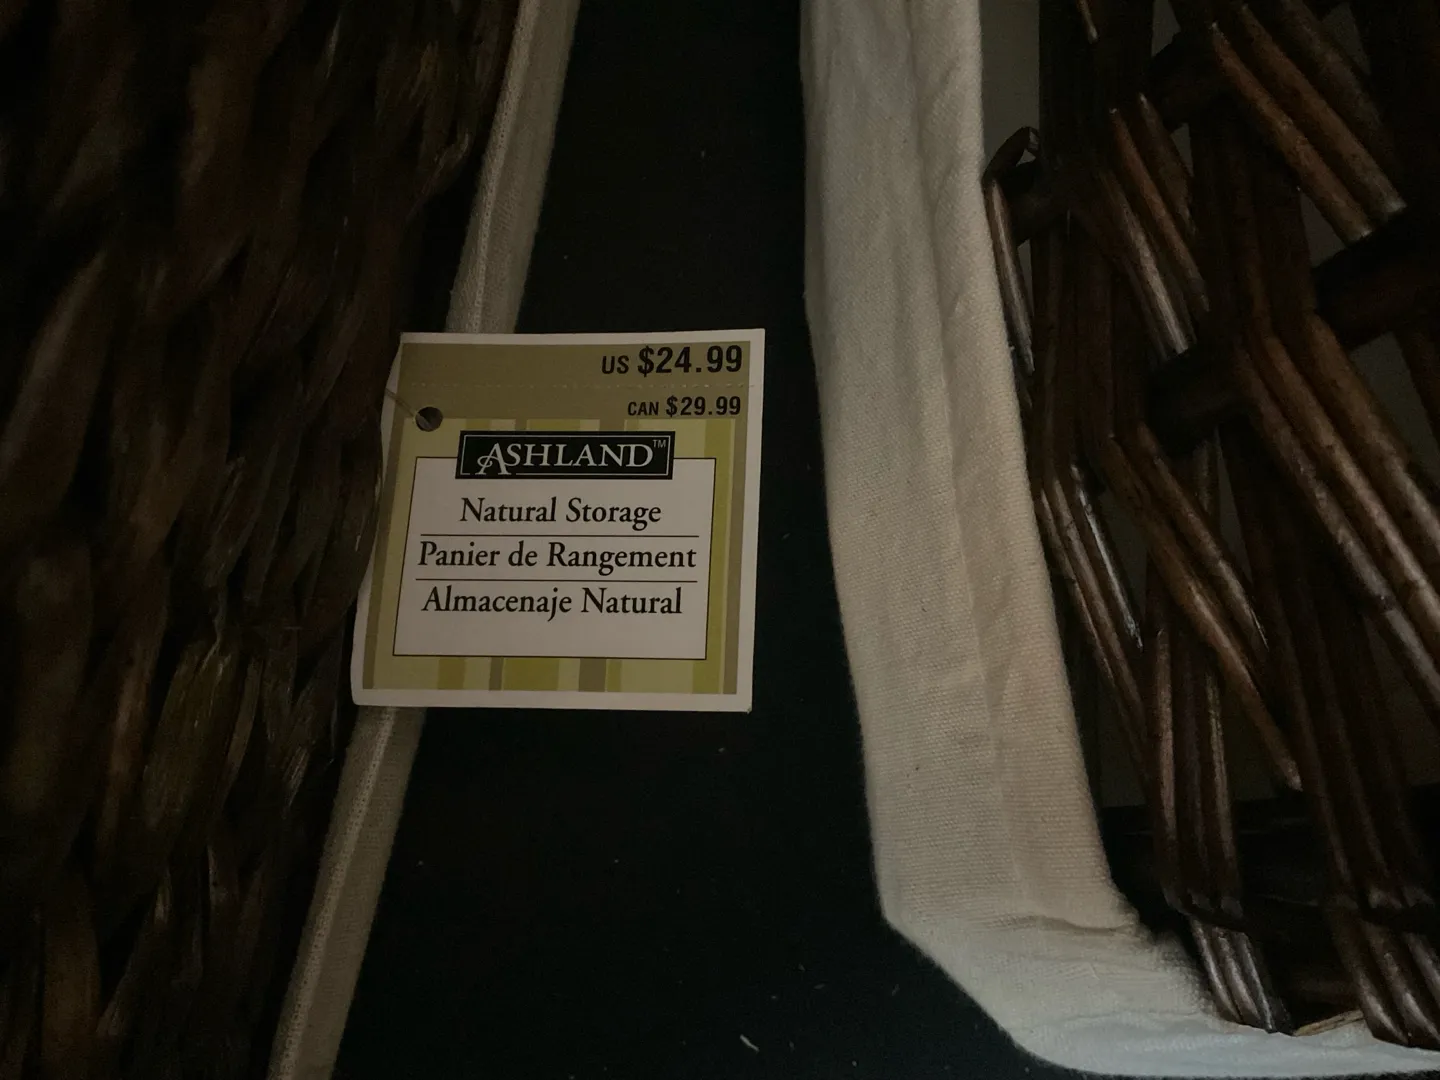 US $24.99
CAN $29.99
ASHLAND™
Natural Storage
Panier de Rangement
Almacenaje Natural